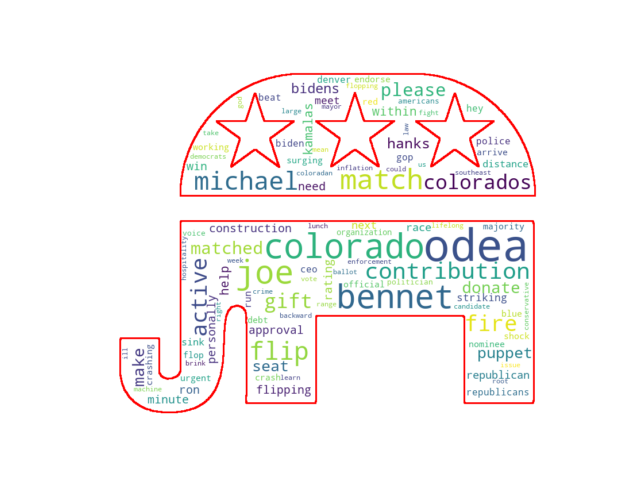 denver endorse
bidens flopping please
god beat meet red americans
large mayor within fight hey
kamalas law
take hanks police
working biden mean arrive
democrats surging gop us distance
win inflation could southeast
coloradan
michael need match colorados
construction lunch next race lifelong majority
voice organization
matched colorado odea
hospitality week enforcement
active help joe ceo rating ballot contribution
vote official politician donate
personally right run crime gift bennet striking
range candidate conservative
debt backward fire blue
approval shock
sink flip nominee
ill make crashing flop seat puppet
brink issue
urgent crash learn republican
root
machine ron flipping republicans
minute